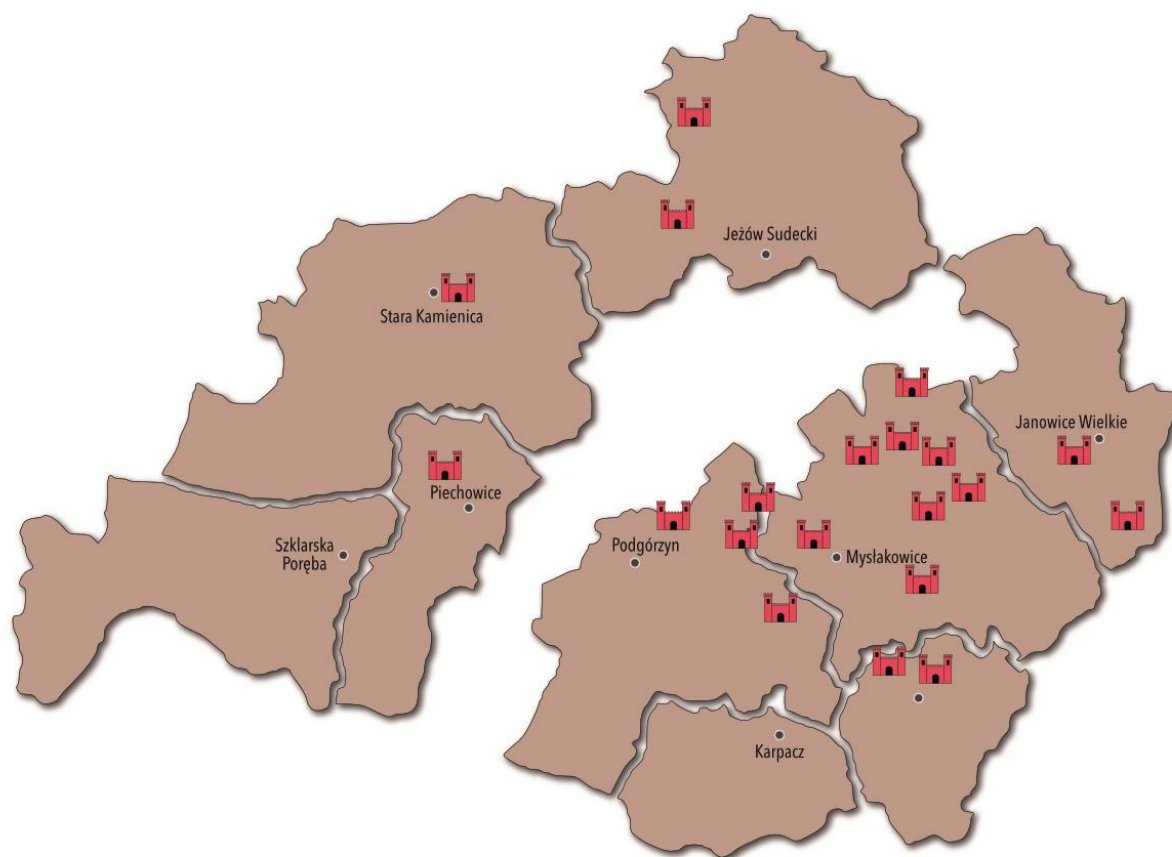 Jeżów Sudecki
Stara Kamienica
Janowice Wielkie
Piechowice
Szklarska
Poręba
Podgórzyn
Mysłakowice
Karpacz